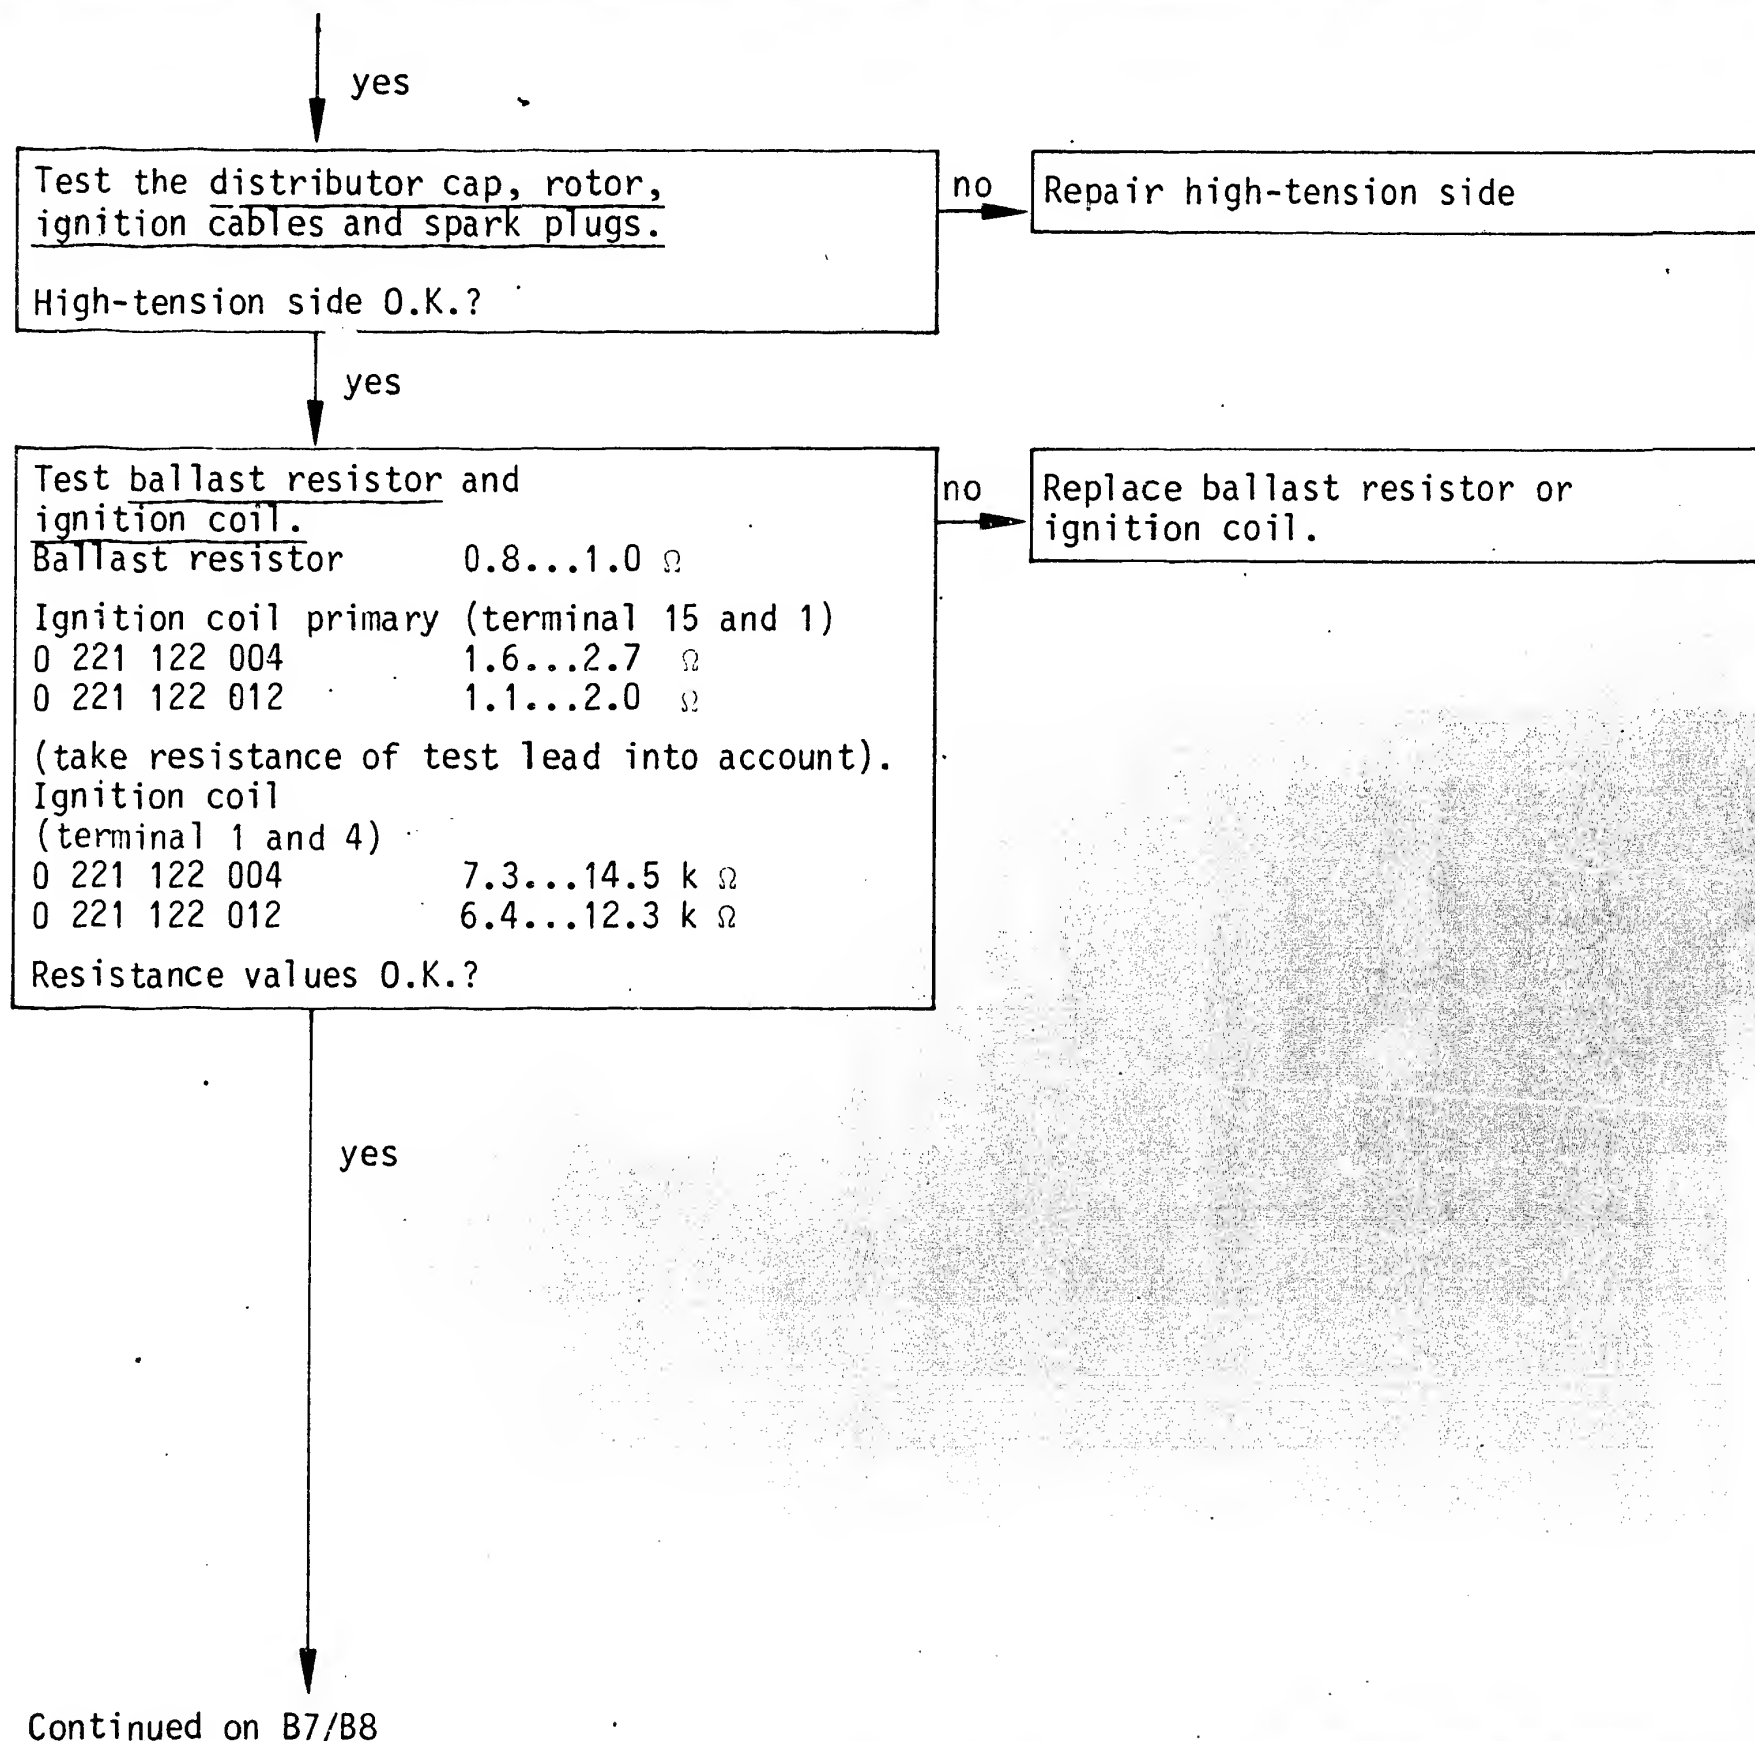 yes
Test the distributor cap, rotor,
ignition cables and spark plugs.
High-tension side O.K.?
no
Repair high-tension side
yes
Test ballast resistor and
ignition coil.
Ballast resistor 0.8...1.0 Ω
Ignition coil primary (terminal 15 and 1)
0 221 122 004 1.6...2.7 Ω
0 221 122 012 1.1...2.0 Ω
(take resistance of test lead into account).
Ignition coil
(terminal 1 and 4)
0 221 122 004 7.3...14.5 k Ω
0 221 122 012 6.4...12.3 k Ω
Resistance values O.K.?
no
Replace ballast resistor or
ignition coil.
yes
Continued on B7/B8